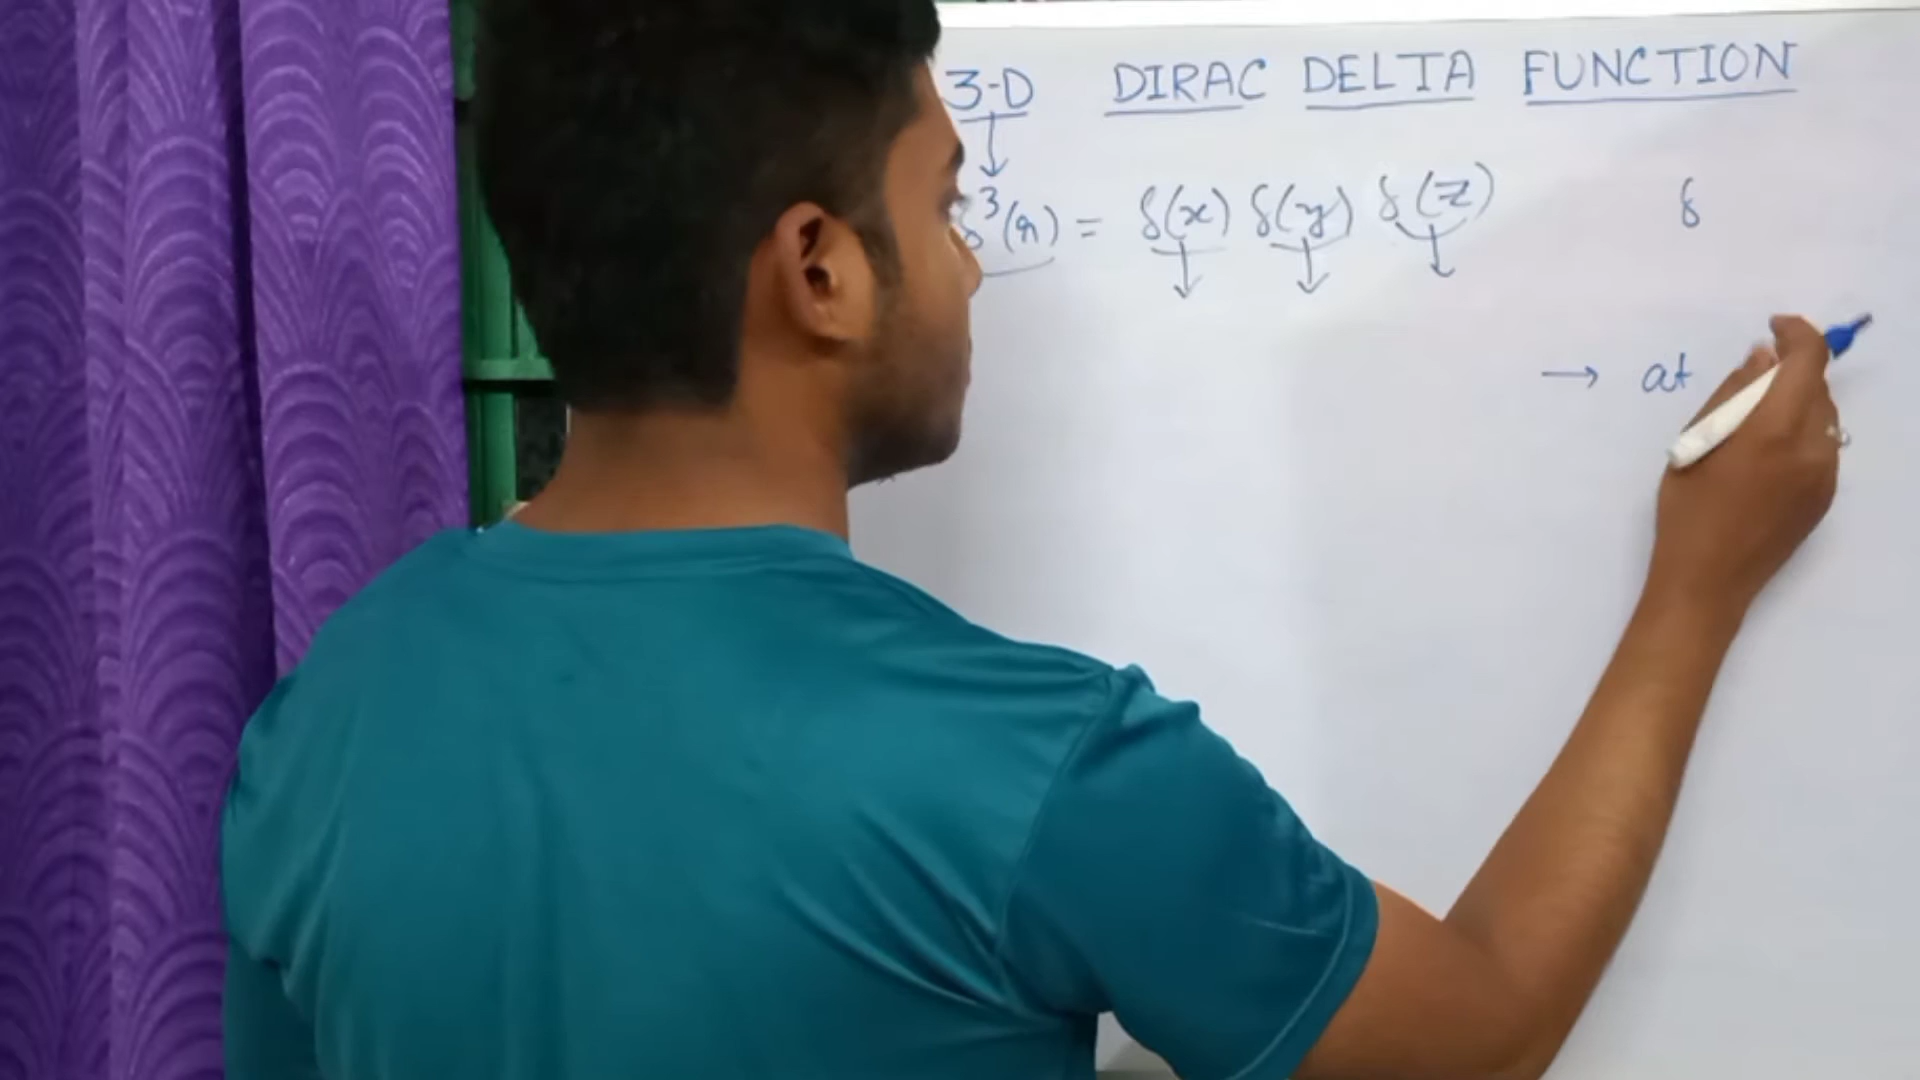 3-D DIRAC DELTA FUNCTION
δ³(r) = δ(x) δ(y) δ(z) δ
→ at